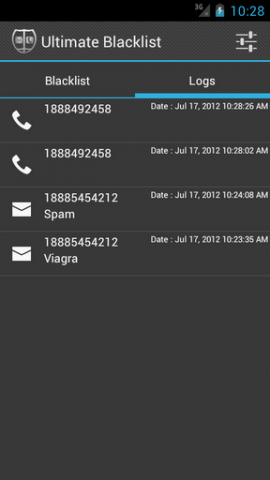 3G 10:28
Ultimate Blacklist
Blacklist Logs
1888492458 Date : Jul 17, 2012 10:28:26 AM
1888492458 Date : Jul 17, 2012 10:28:02 AM
18885454212 Date : Jul 17, 2012 10:24:08 AM
Spam
18885454212 Date : Jul 17, 2012 10:23:35 AM
Viagra